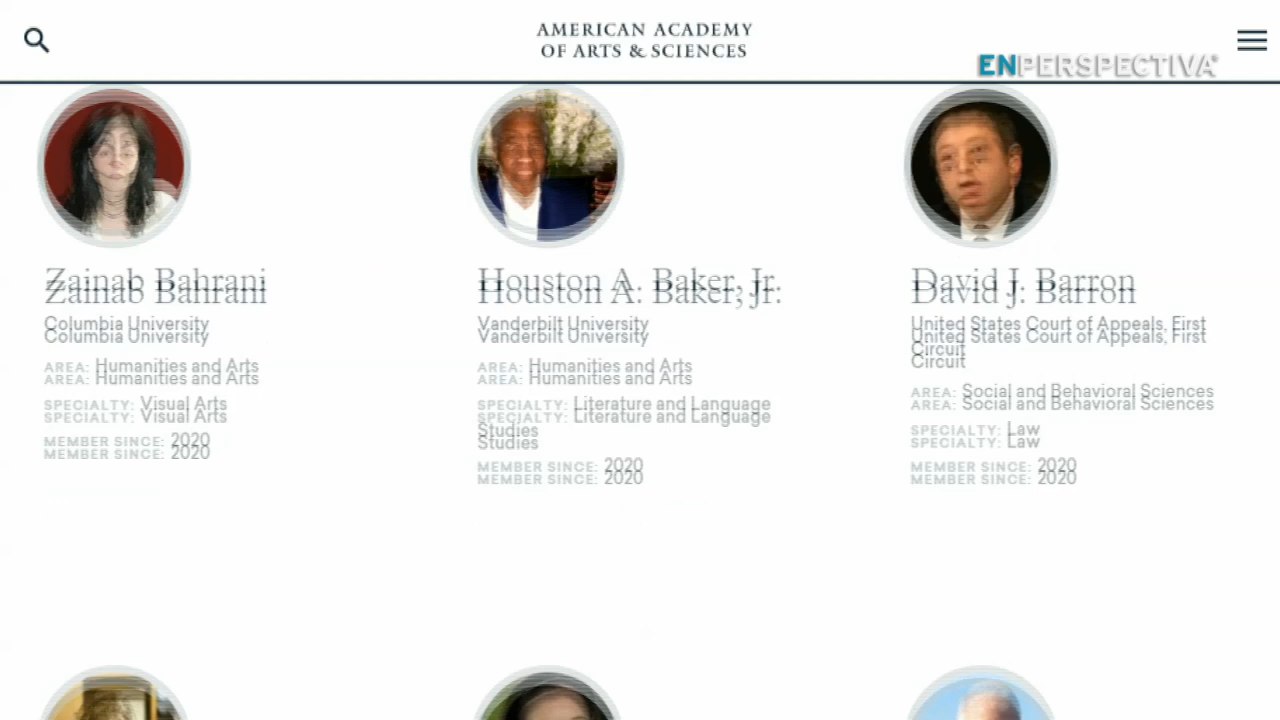 AMERICAN ACADEMY
OF ARTS & SCIENCES
ENPERSPECTIVA
Zainab Bahrani
Columbia University
AREA: Humanities and Arts
SPECIALTY: Visual Arts
MEMBER SINCE: 2020
Houston A. Baker, Jr.
Vanderbilt University
AREA: Humanities and Arts
SPECIALTY: Literature and Language
Studies
MEMBER SINCE: 2020
David J. Barron
United States Court of Appeals, First
Circuit
AREA: Social and Behavioral Sciences
SPECIALTY: Law
MEMBER SINCE: 2020